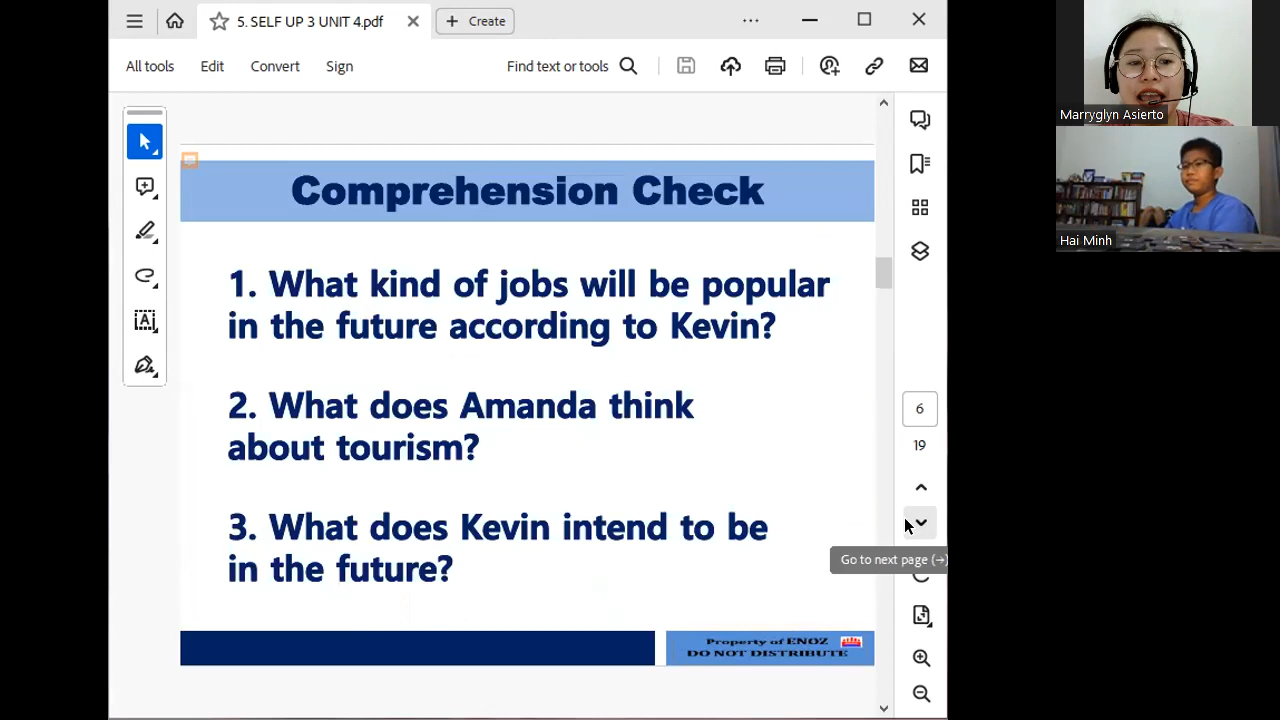 5. SELF UP 3 UNIT 4.pdf
Create
All tools
Edit
Convert
Sign
Find text or tools
Marryglyn Asierto
Hai Minh
Comprehension Check
1. What kind of jobs will be popular
in the future according to Kevin?
2. What does Amanda think
about tourism?
3. What does Kevin intend to be
in the future?
6
19
Go to next page (→)
Property of ENOZ
DO NOT DISTRIBUTE